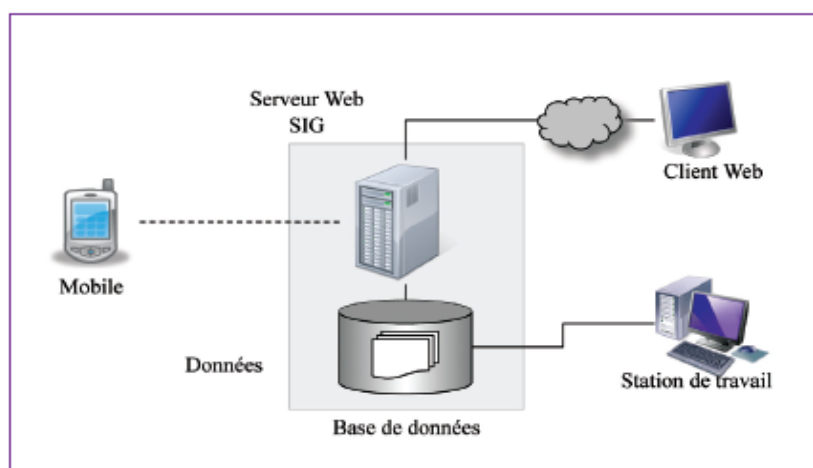 Serveur Web
SIG
Client Web
Mobile
Données
Station de travail
Base de données